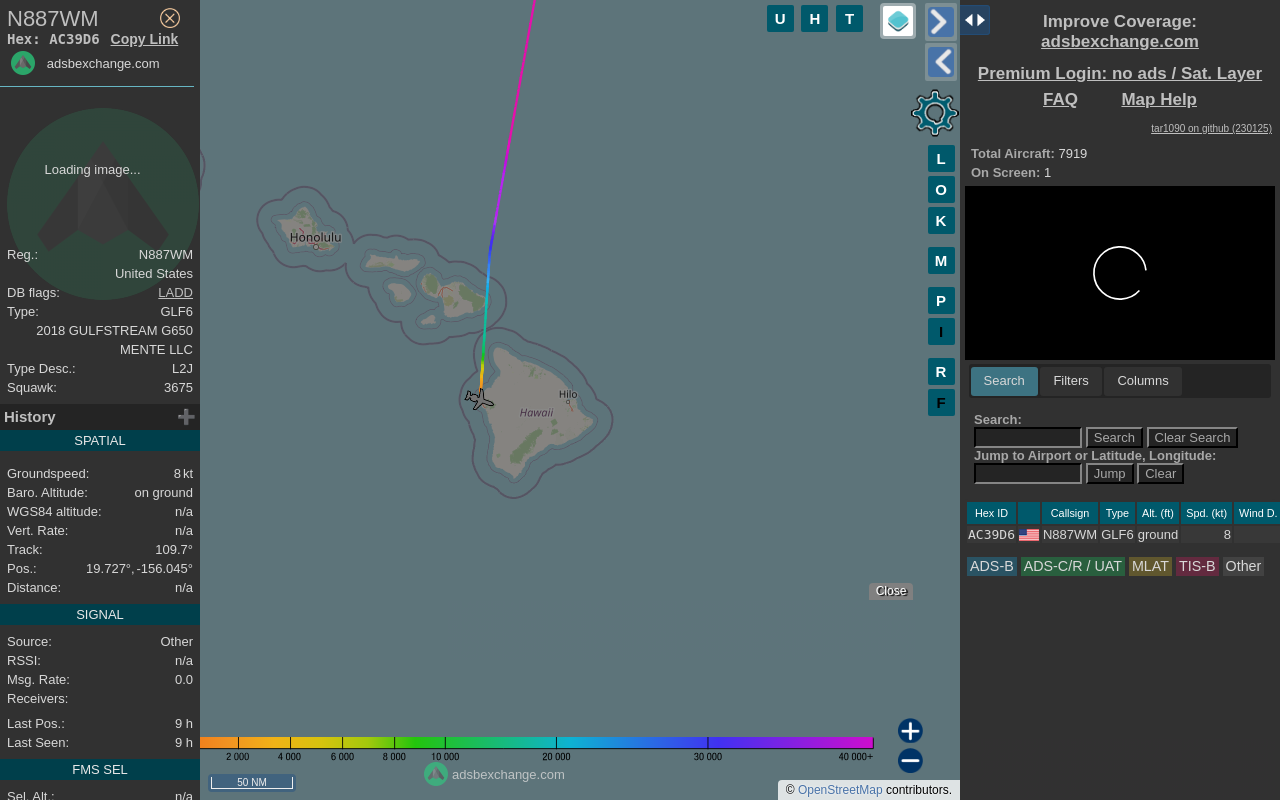 N887WM
Hex: AC39D6 Copy Link
adsbexchange.com
Loading image...
Reg.: N887WM
United States
DB flags: LADD
Type: GLF6
2018 GULFSTREAM G650
MENTE LLC
Type Desc.: L2J
Squawk: 3675
History
SPATIAL
Groundspeed: 8 kt
Baro. Altitude: on ground
WGS84 altitude: n/a
Vert. Rate: n/a
Track: 109.7°
Pos.: 19.727°, -156.045°
Distance: n/a
SIGNAL
Source: Other
RSSI: n/a
Msg. Rate: 0.0
Receivers:
Last Pos.: 9 h
Last Seen: 9 h
FMS SEL
Sel. Alt.: n/a
U H T
L
O
K
M
P
I
R
F
Honolulu
Hilo
Hawaii
Close
2 000 4 000 6 000 8 000 10 000 20 000 30 000 40 000+
adsbexchange.com
50 NM
© OpenStreetMap contributors.
Improve Coverage:
adsbexchange.com
Premium Login: no ads / Sat. Layer
FAQ Map Help
tar1090 on github (230125)
Total Aircraft: 7919
On Screen: 1
Search Filters Columns
Search:
Search Clear Search
Jump to Airport or Latitude, Longitude:
Jump Clear
Hex ID Callsign Type Alt. (ft) Spd. (kt) Wind D.
AC39D6 N887WM GLF6 ground 8
ADS-B ADS-C/R / UAT MLAT TIS-B Other